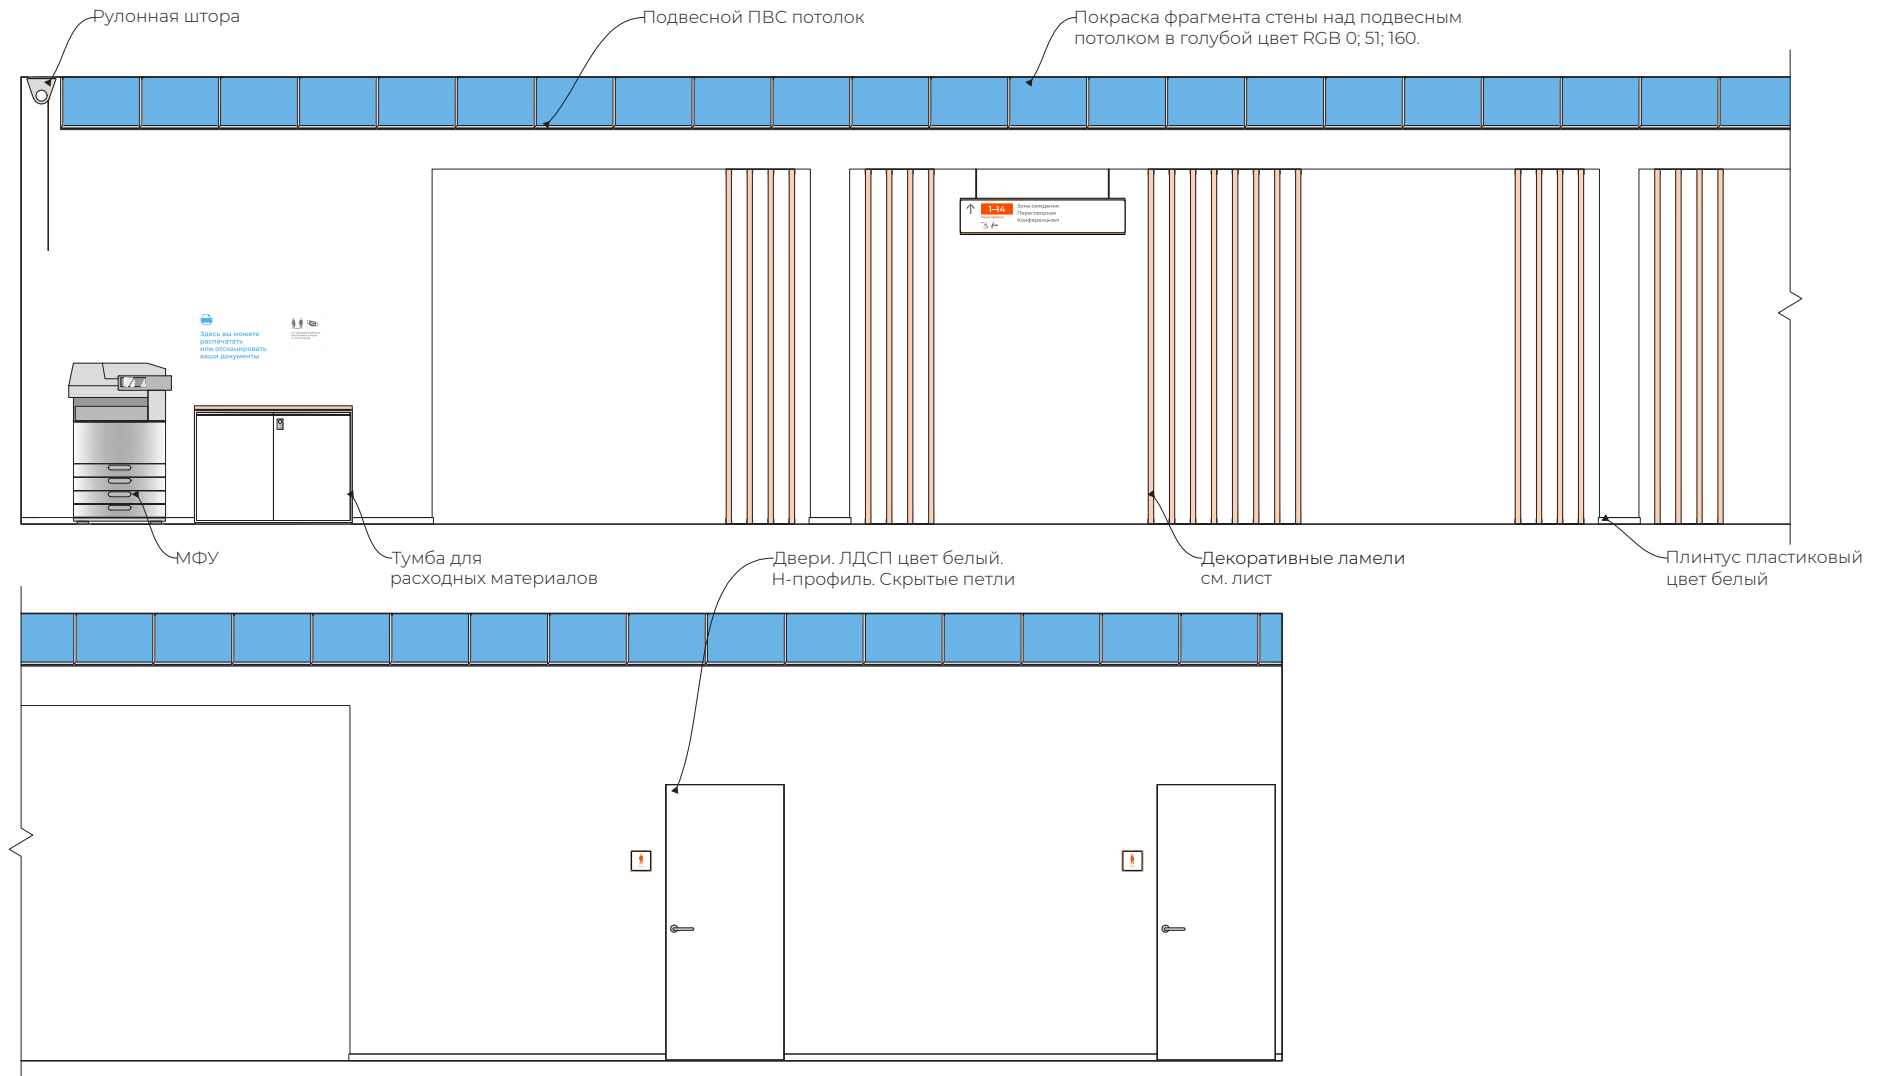 Рулонная штора
Подвесной ПВС потолок
Покраска фрагмента стены над подвесным
потолком в голубой цвет RGB 0; 51; 160.
1–14
Зона ожидания
Переговорная
Конференц-зал
Здесь вы можете
распечатать
или отсканировать
ваши документы
МФУ
Тумба для
расходных материалов
Двери. ЛДСП цвет белый.
Н-профиль. Скрытые петли
Декоративные ламели
см. лист
Плинтус пластиковый
цвет белый